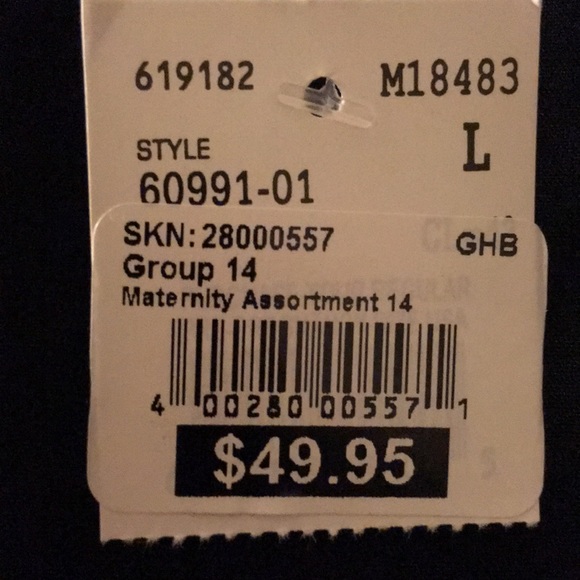 619182 M18483
STYLE L
60991-01
SKN: 28000557 GHB
Group 14
Maternity Assortment 14
4 00280 00557 1
$49.95